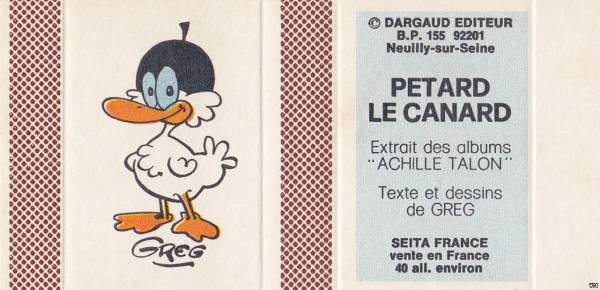 GREG
© DARGAUD EDITEUR
B.P. 155 92201
Neuilly-sur-Seine
PETARD
LE CANARD
Extrait des albums
"ACHILLE TALON"
Texte et dessins
de GREG
SEITA FRANCE
vente en France
40 all. environ